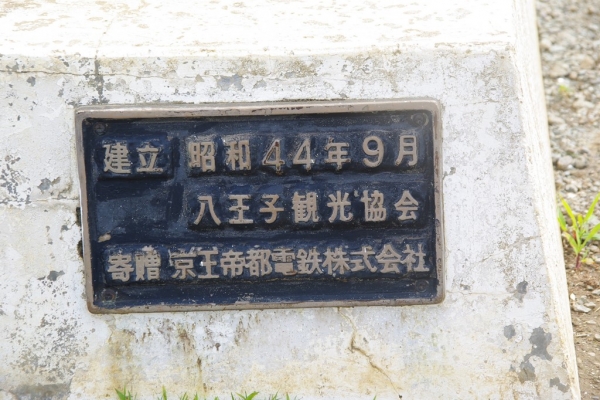 建立 昭和44年9月
八王子観光協会
寄贈 京王帝都電鉄株式会社